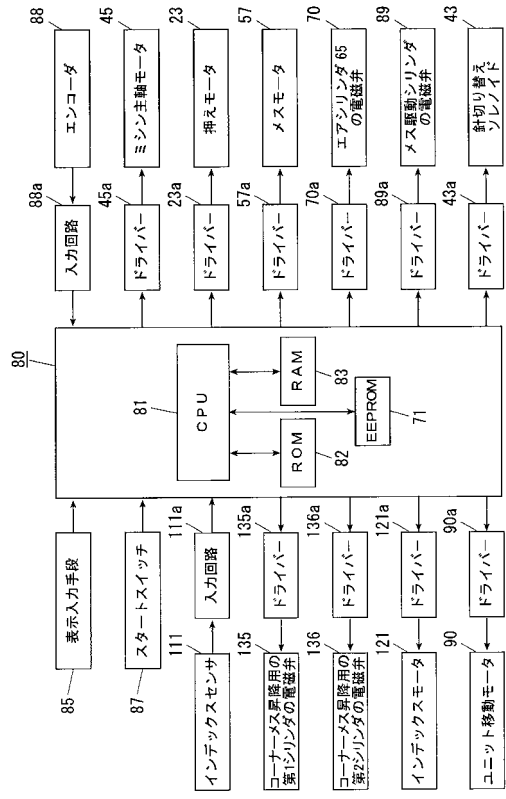 80
81
CPU
ROM
82
RAM
83
EEPROM
71
85
表示入力手段
87
スタートスイッチ
111
インデックスセンサ
111a
入力回路
135
コーナーメス昇降用の
第1シリンダの電磁弁
135a
ドライバー
136
コーナーメス昇降用の
第2シリンダの電磁弁
136a
ドライバー
121
インデックスモータ
121a
ドライバー
90
ユニット移動モータ
90a
ドライバー
88a
入力回路
88
エンコーダ
45a
ドライバー
45
ミシン主軸モータ
23a
ドライバー
23
押えモータ
57a
ドライバー
57
メスモータ
70a
ドライバー
70
エアシリンダ65
の電磁弁
89a
ドライバー
89
メス駆動シリンダ
の電磁弁
43a
ドライバー
43
針切り替え
ソレノイド